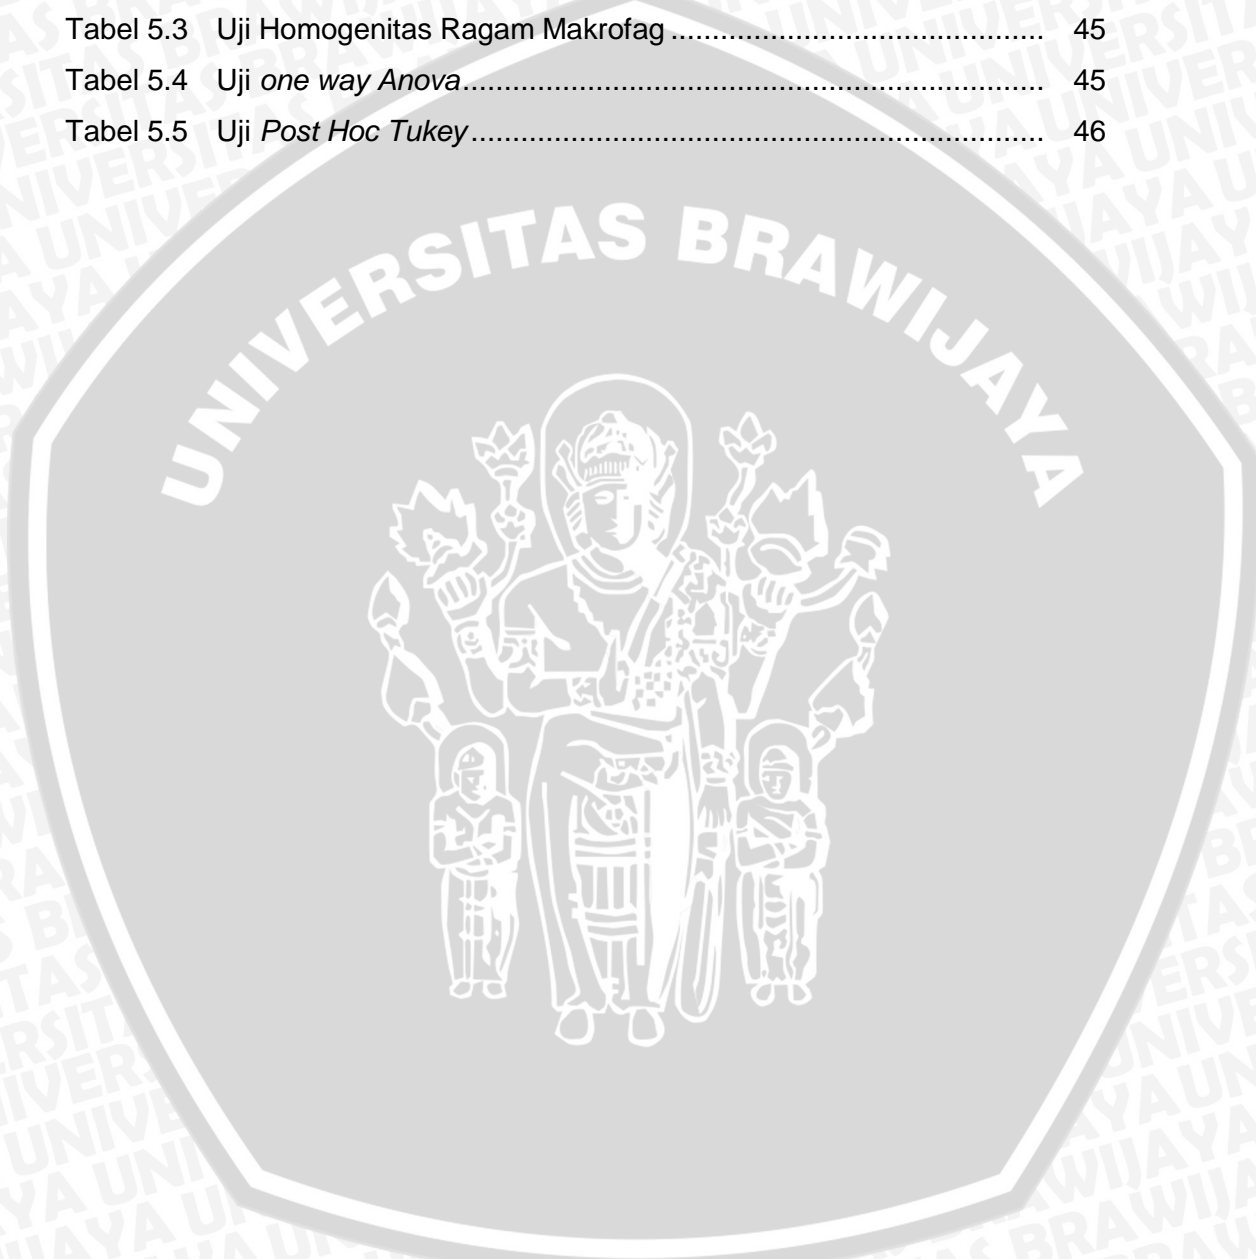 Tabel 5.3 Uji Homogenitas Ragam Makrofag ............................................. 45
Tabel 5.4 Uji one way Anova...................................................................... 45
Tabel 5.5 Uji Post Hoc Tukey..................................................................... 46
UNIVERSITAS BRAWIJAYA